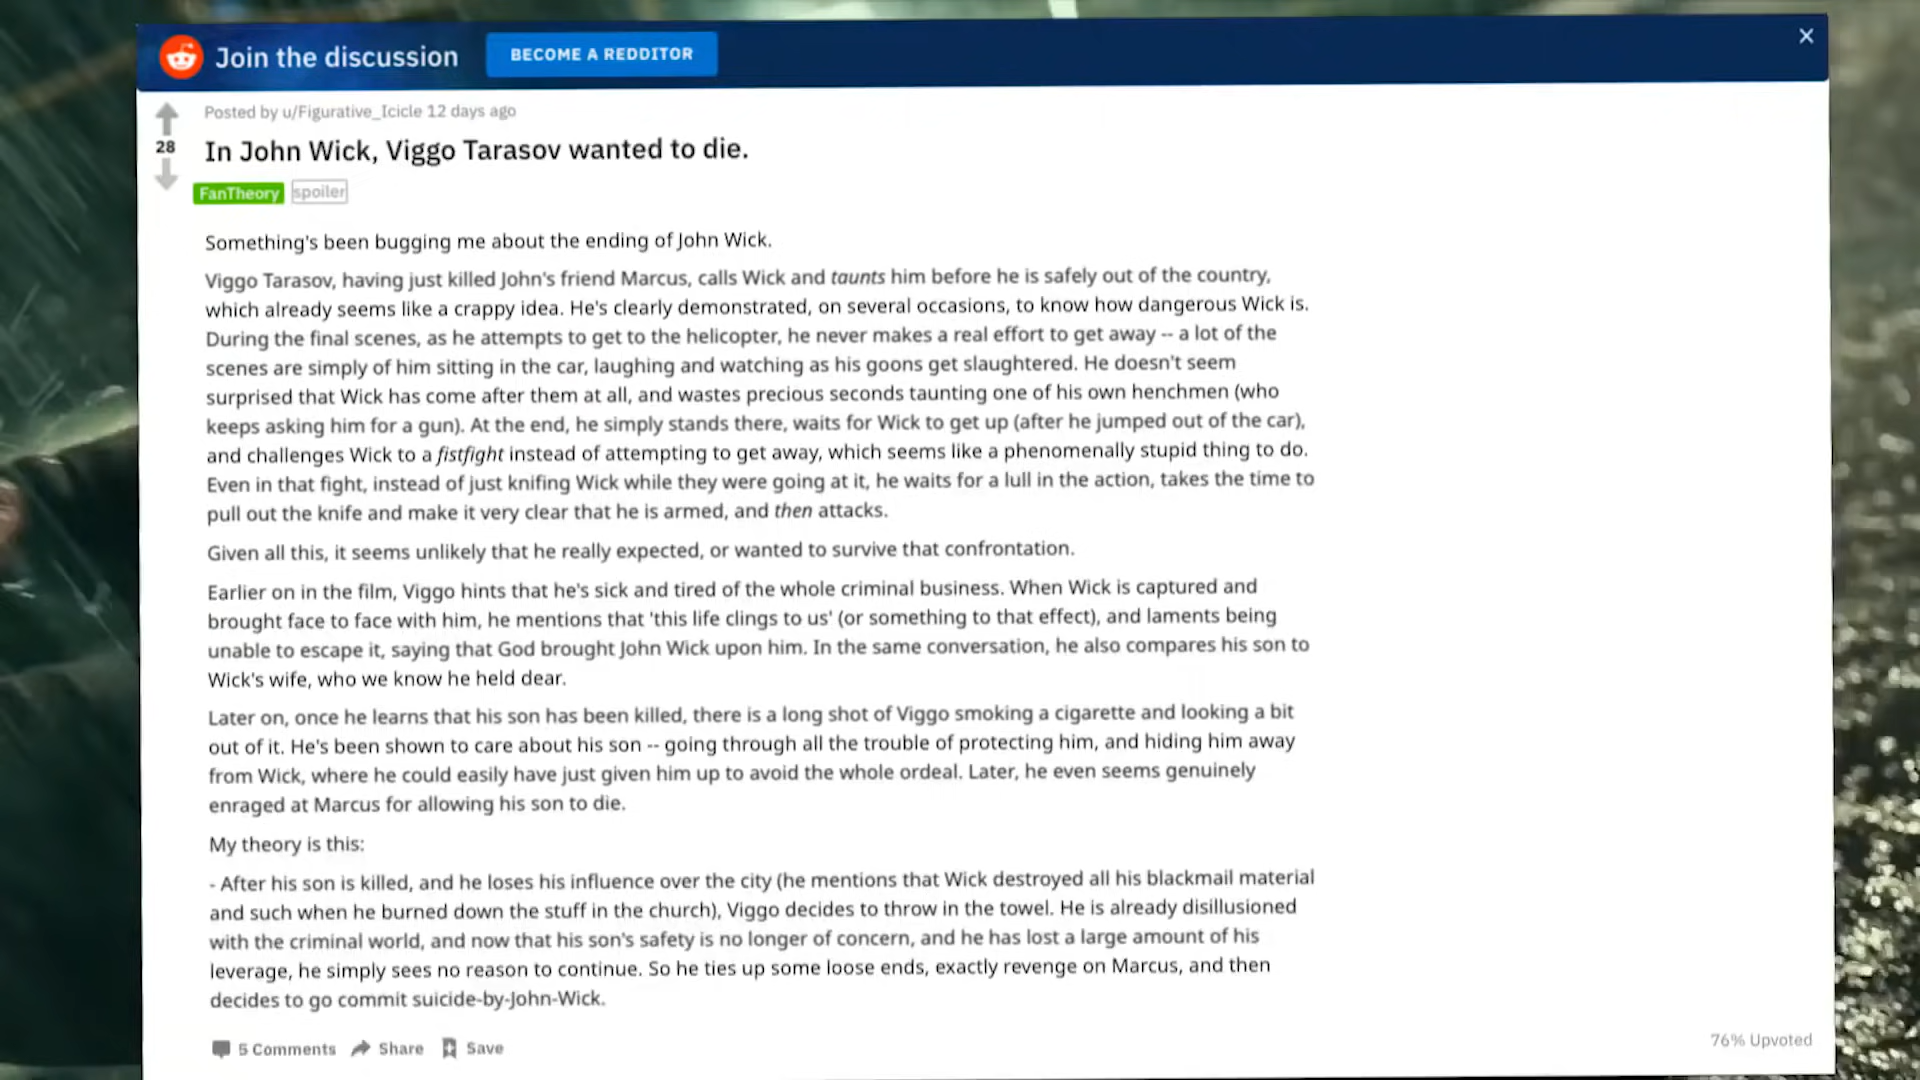 Join the discussion
BECOME A REDDITOR
Posted by u/Figurative_Icicle 12 days ago
28
In John Wick, Viggo Tarasov wanted to die.
FanTheory
spoiler
Something's been bugging me about the ending of John Wick.
Viggo Tarasov, having just killed John's friend Marcus, calls Wick and taunts him before he is safely out of the country,
which already seems like a crappy idea. He's clearly demonstrated, on several occasions, to know how dangerous Wick is.
During the final scenes, as he attempts to get to the helicopter, he never makes a real effort to get away -- a lot of the
scenes are simply of him sitting in the car, laughing and watching as his goons get slaughtered. He doesn't seem
surprised that Wick has come after them at all, and wastes precious seconds taunting one of his own henchmen (who
keeps asking him for a gun). At the end, he simply stands there, waits for Wick to get up (after he jumped out of the car),
and challenges Wick to a fistfight instead of attempting to get away, which seems like a phenomenally stupid thing to do.
Even in that fight, instead of just knifing Wick while they were going at it, he waits for a lull in the action, takes the time to
pull out the knife and make it very clear that he is armed, and then attacks.
Given all this, it seems unlikely that he really expected, or wanted to survive that confrontation.
Earlier on in the film, Viggo hints that he's sick and tired of the whole criminal business. When Wick is captured and
brought face to face with him, he mentions that 'this life clings to us' (or something to that effect), and laments being
unable to escape it, saying that God brought John Wick upon him. In the same conversation, he also compares his son to
Wick's wife, who we know he held dear.
Later on, once he learns that his son has been killed, there is a long shot of Viggo smoking a cigarette and looking a bit
out of it. He's been shown to care about his son -- going through all the trouble of protecting him, and hiding him away
from Wick, where he could easily have just given him up to avoid the whole ordeal. Later, he even seems genuinely
enraged at Marcus for allowing his son to die.
My theory is this:
- After his son is killed, and he loses his influence over the city (he mentions that Wick destroyed all his blackmail material
and such when he burned down the stuff in the church), Viggo decides to throw in the towel. He is already disillusioned
with the criminal world, and now that his son's safety is no longer of concern, and he has lost a large amount of his
leverage, he simply sees no reason to continue. So he ties up some loose ends, exactly revenge on Marcus, and then
decides to go commit suicide-by-John-Wick.
5 Comments
Share
Save
76% Upvoted